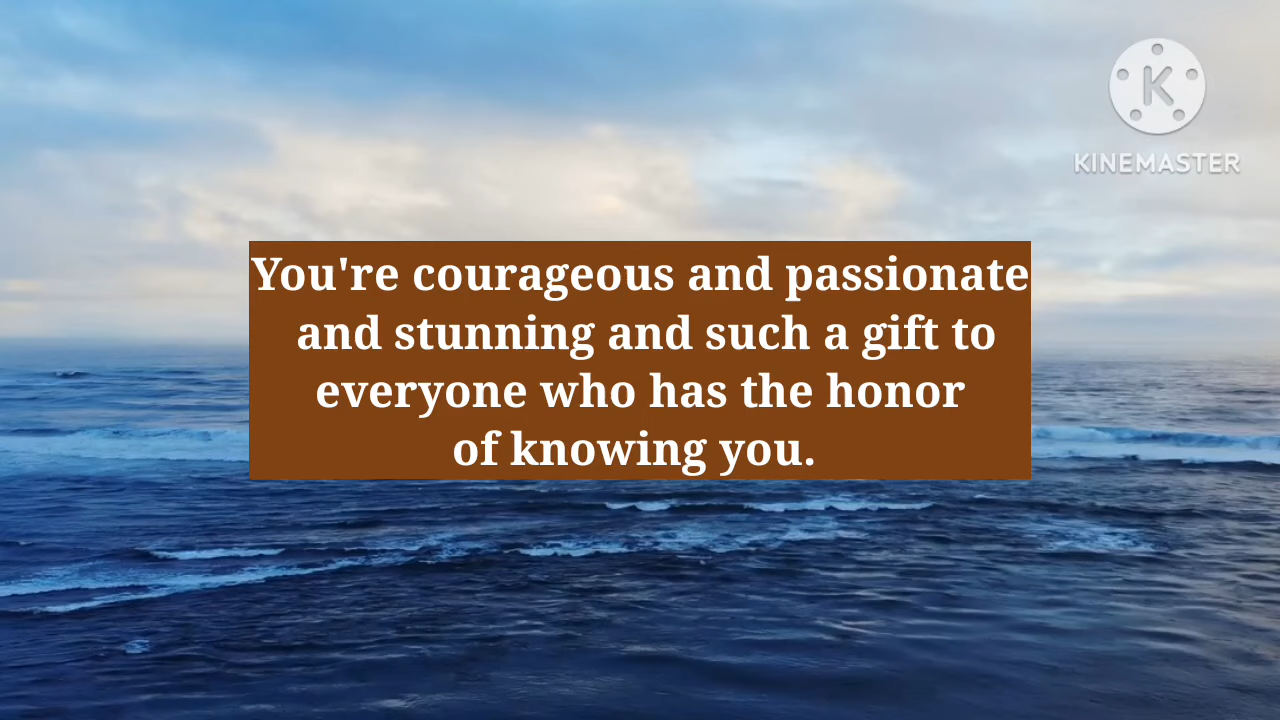 K
KINEMASTER
You're courageous and passionate
and stunning and such a gift to
everyone who has the honor
of knowing you.